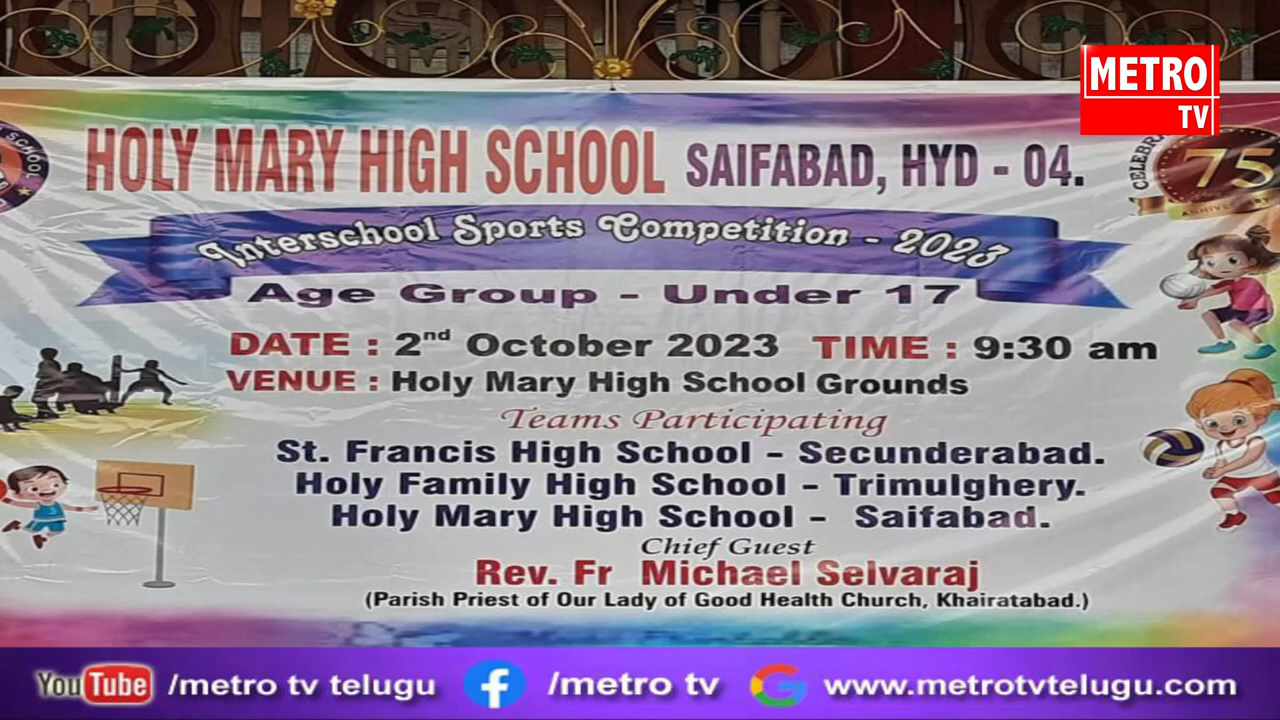 METRO
TV
HOLY MARY HIGH SCHOOL SAIFABAD, HYD - 04.
SCHOOL
75
Interschool Sports Competition - 2023
Age Group - Under 17
DATE : 2nd October 2023 TIME : 9:30 am
VENUE : Holy Mary High School Grounds
Teams Participating
St. Francis High School - Secunderabad.
Holy Family High School - Trimulghery.
Holy Mary High School - Saifabad.
Chief Guest
Rev. Fr Michael Selvaraj
(Parish Priest of Our Lady of Good Health Church, Khairatabad.)
YouTube /metro tv telugu f /metro tv G www.metrotvtelugu.com